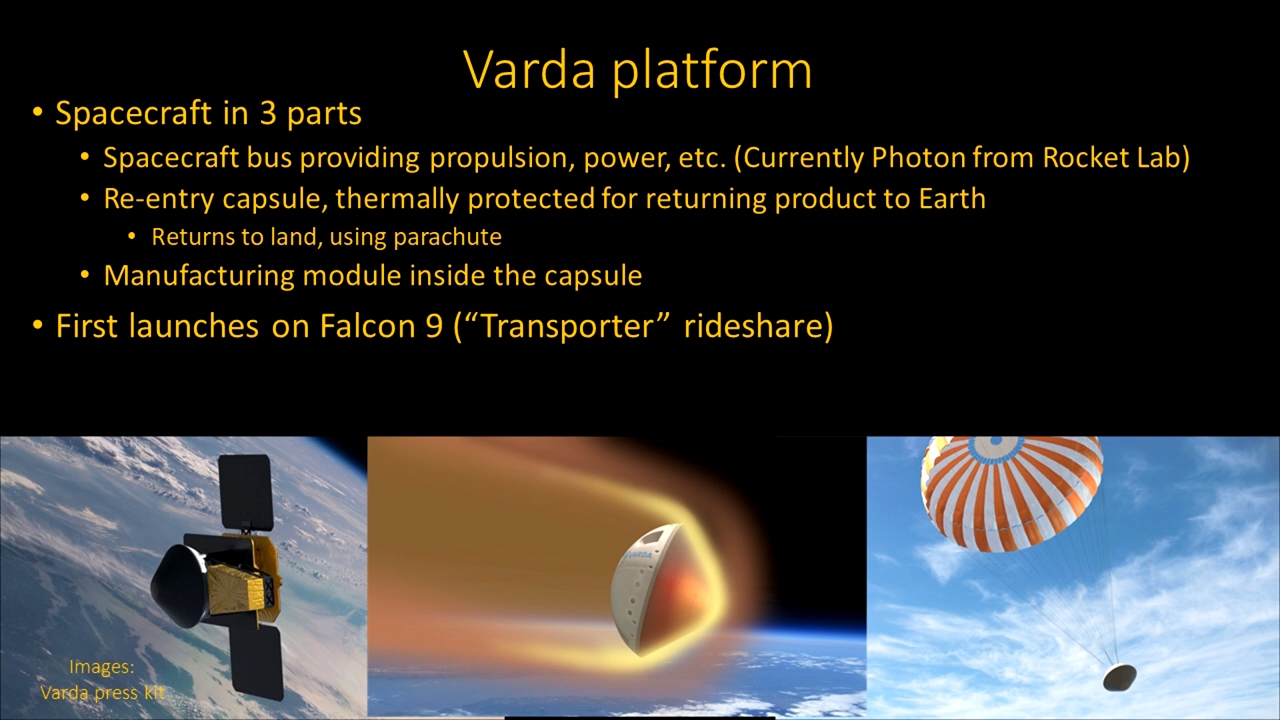 Varda platform
• Spacecraft in 3 parts
• Spacecraft bus providing propulsion, power, etc. (Currently Photon from Rocket Lab)
• Re-entry capsule, thermally protected for returning product to Earth
• Returns to land, using parachute
• Manufacturing module inside the capsule
• First launches on Falcon 9 (“Transporter” rideshare)
VARDA
Images:
Varda press kit